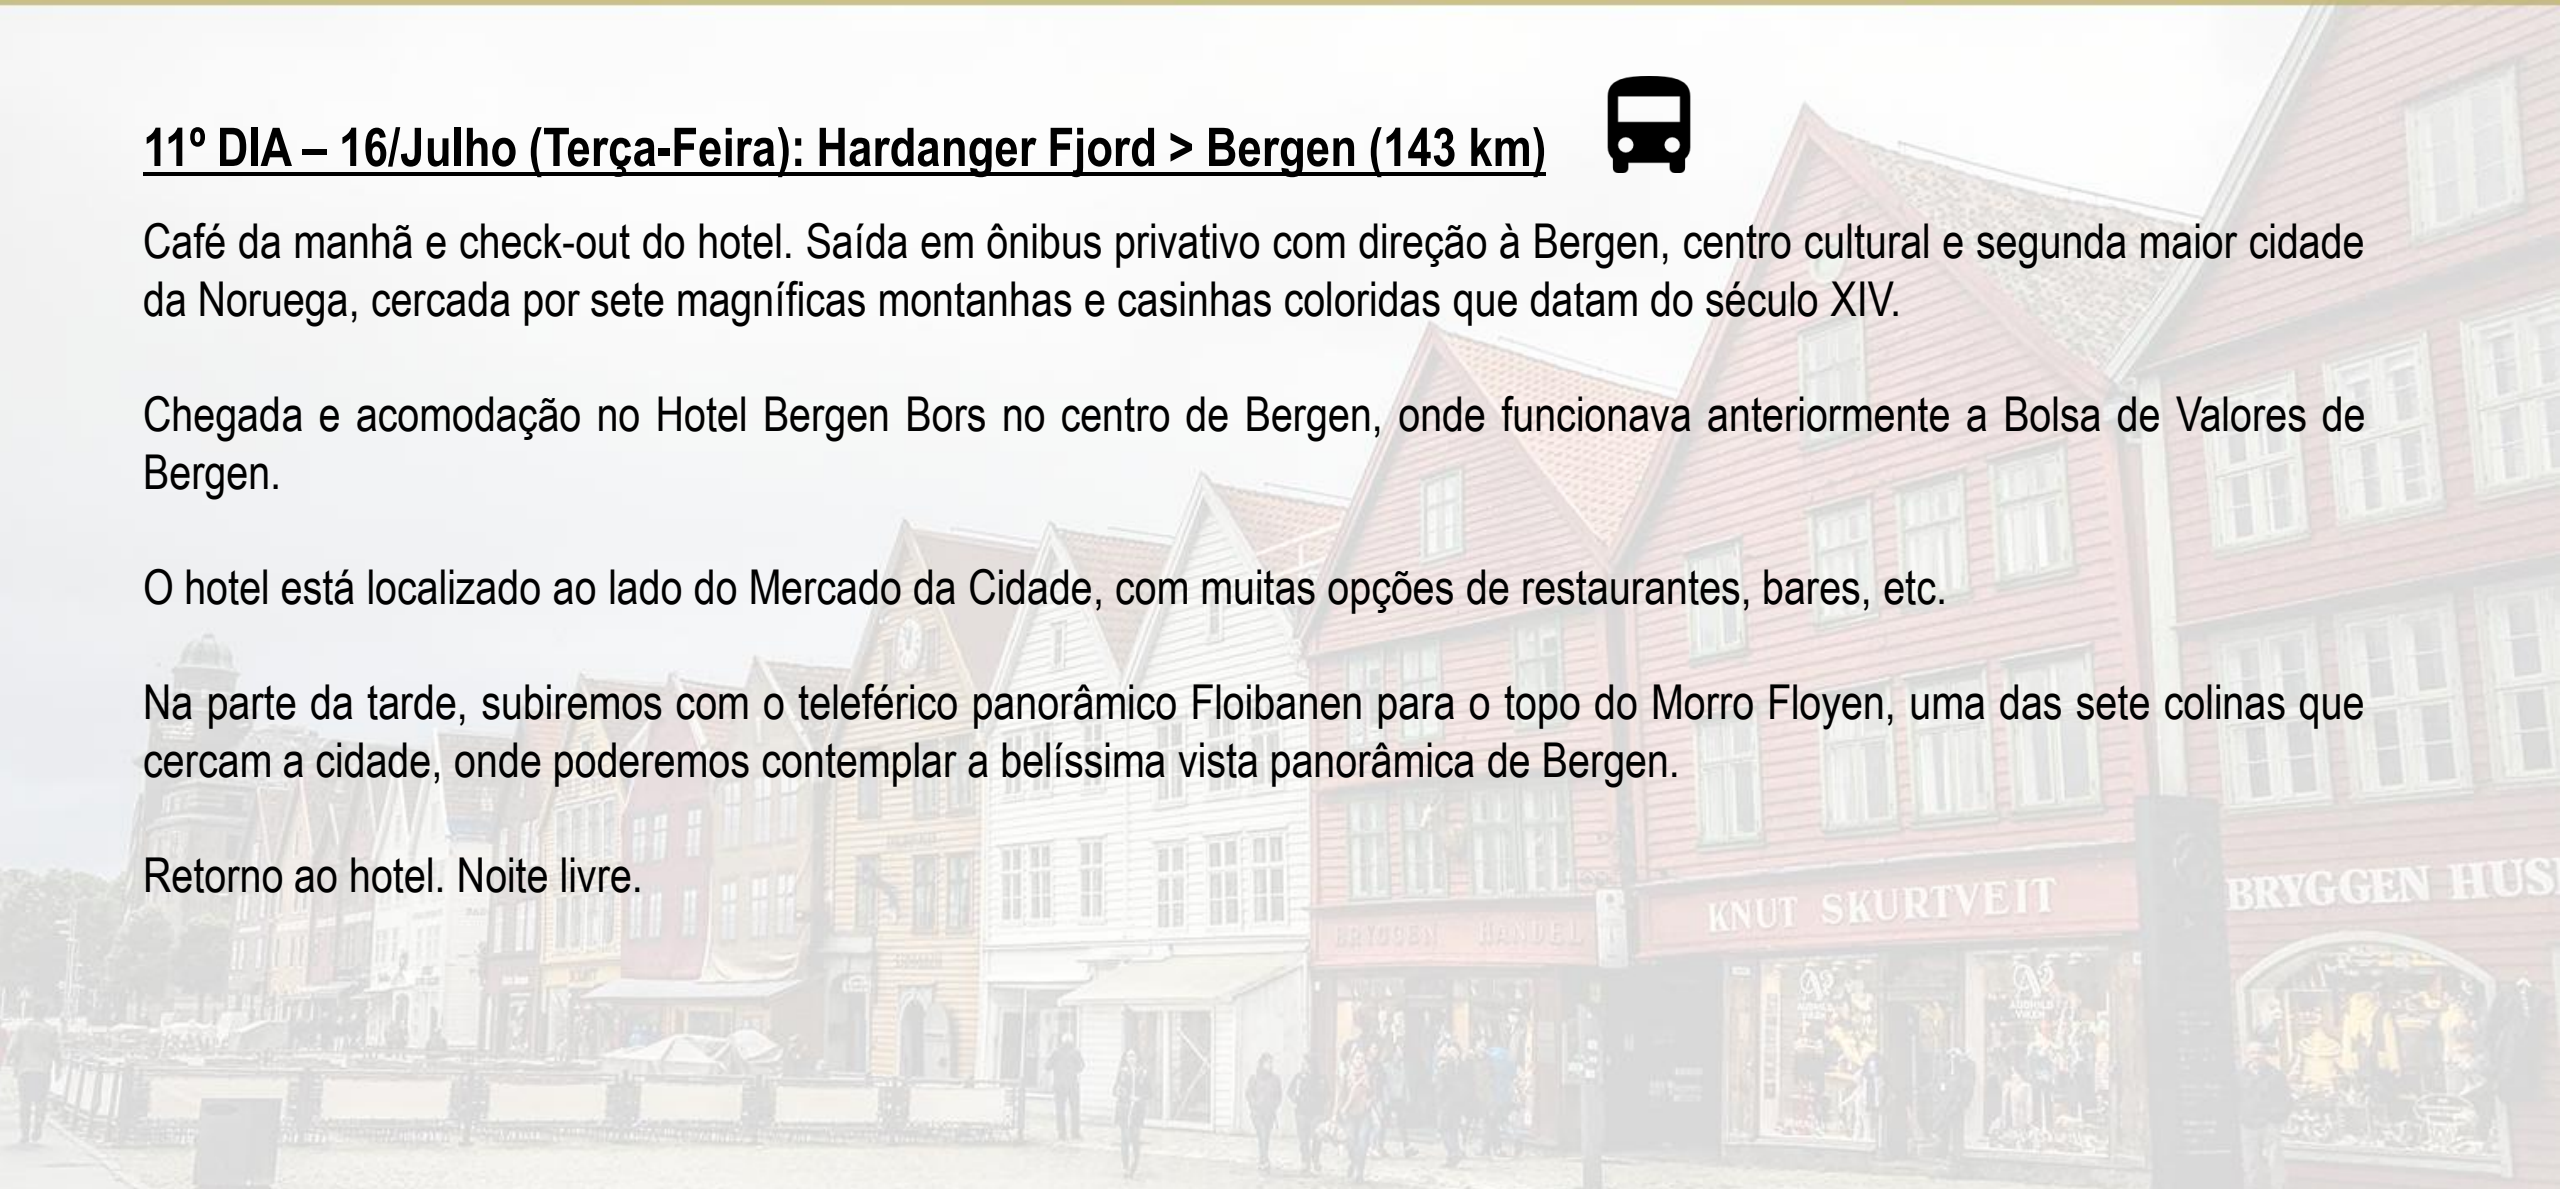 11º DIA – 16/Julho (Terça-Feira): Hardanger Fjord > Bergen (143 km)
Café da manhã e check-out do hotel. Saída em ônibus privativo com direção à Bergen, centro cultural e segunda maior cidade
da Noruega, cercada por sete magníficas montanhas e casinhas coloridas que datam do século XIV.
Chegada e acomodação no Hotel Bergen Bors no centro de Bergen, onde funcionava anteriormente a Bolsa de Valores de
Bergen.
O hotel está localizado ao lado do Mercado da Cidade, com muitas opções de restaurantes, bares, etc.
Na parte da tarde, subiremos com o teleférico panorâmico Floibanen para o topo do Morro Floyen, uma das sete colinas que
cercam a cidade, onde poderemos contemplar a belíssima vista panorâmica de Bergen.
Retorno ao hotel. Noite livre.
KNUT SKURTVEIT
BRYGGEN HUS
BRYGGEN HANDEL